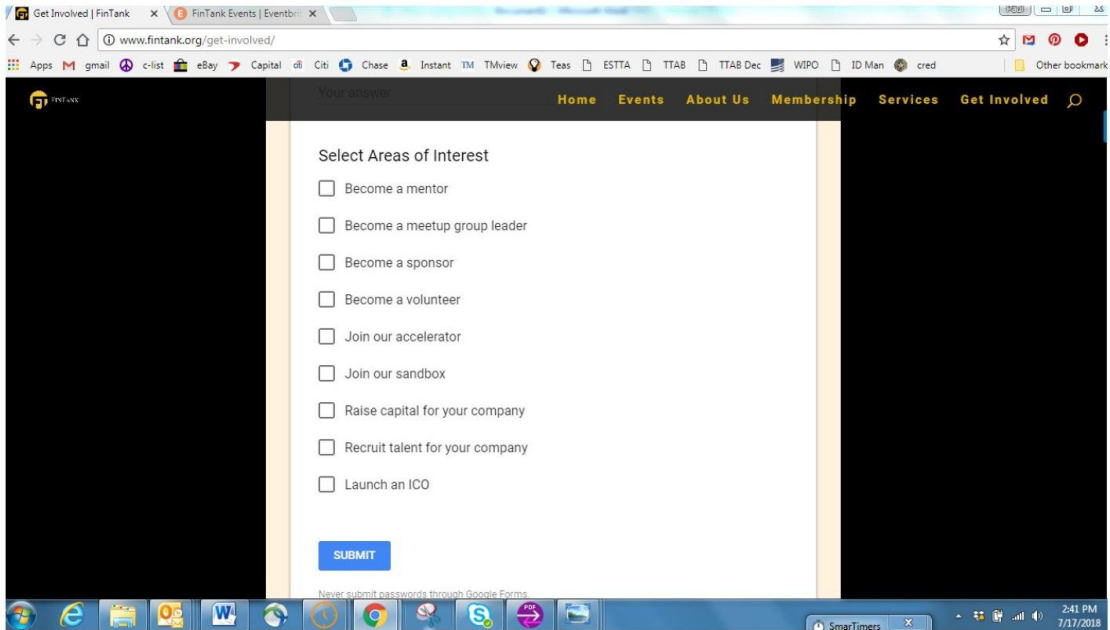 Get Involved | FinTank
FinTank Events | Eventbrit
www.fintank.org/get-involved/
Apps gmail c-list eBay Capital Citi Chase Instant TM TMview Teas ESTTA TTAB TTAB Dec WIPO ID Man cred Other bookmark
FINTANK Home Events About Us Membership Services Get Involved
Your answer
Select Areas of Interest
Become a mentor
Become a meetup group leader
Become a sponsor
Become a volunteer
Join our accelerator
Join our sandbox
Raise capital for your company
Recruit talent for your company
Launch an ICO
SUBMIT
Never submit passwords through Google Forms.
SmarTimers
2:41 PM
7/17/2018